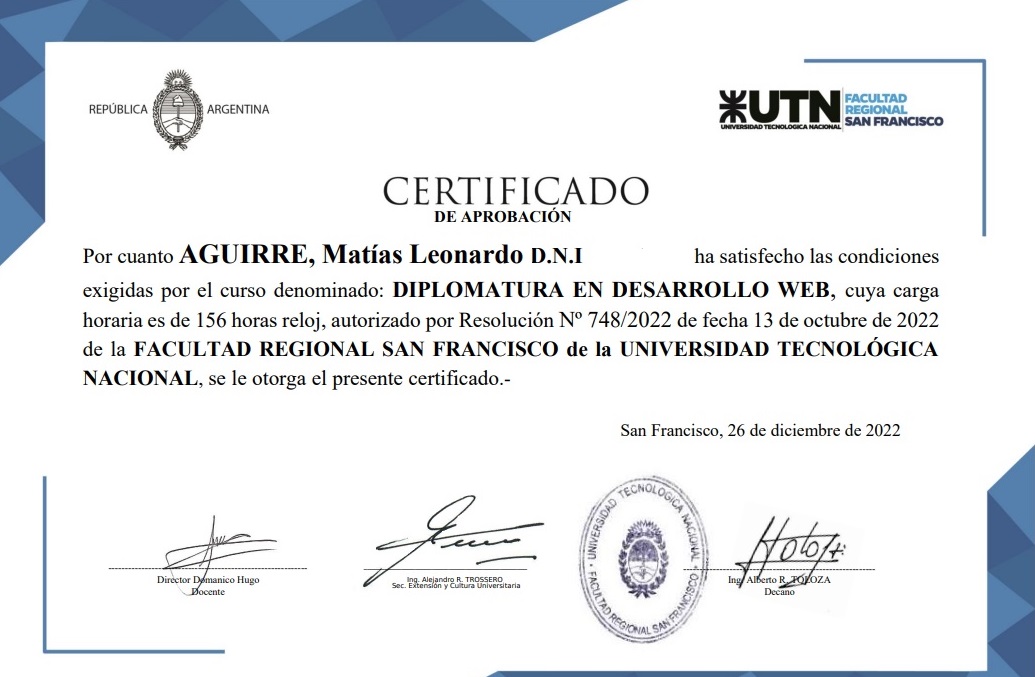 REPÚBLICA ARGENTINA
UTN FACULTAD REGIONAL SAN FRANCISCO
UNIVERSIDAD TECNOLOGICA NACIONAL
CERTIFICADO
DE APROBACIÓN
Por cuanto AGUIRRE, Matías Leonardo D.N.I ha satisfecho las condiciones
exigidas por el curso denominado: DIPLOMATURA EN DESARROLLO WEB, cuya carga
horaria es de 156 horas reloj, autorizado por Resolución Nº 748/2022 de fecha 13 de octubre de 2022
de la FACULTAD REGIONAL SAN FRANCISCO de la UNIVERSIDAD TECNOLÓGICA
NACIONAL, se le otorga el presente certificado.-
San Francisco, 26 de diciembre de 2022
Director Domanico Hugo
Docente
Ing. Alejandro R. TROSSERO
Sec. Extensión y Cultura Universitaria
UNIVERSIDAD TECNOLOGICA NACIONAL
FACULTAD REGIONAL SAN FRANCISCO
Ing. Alberto R. TOLOZA
Decano